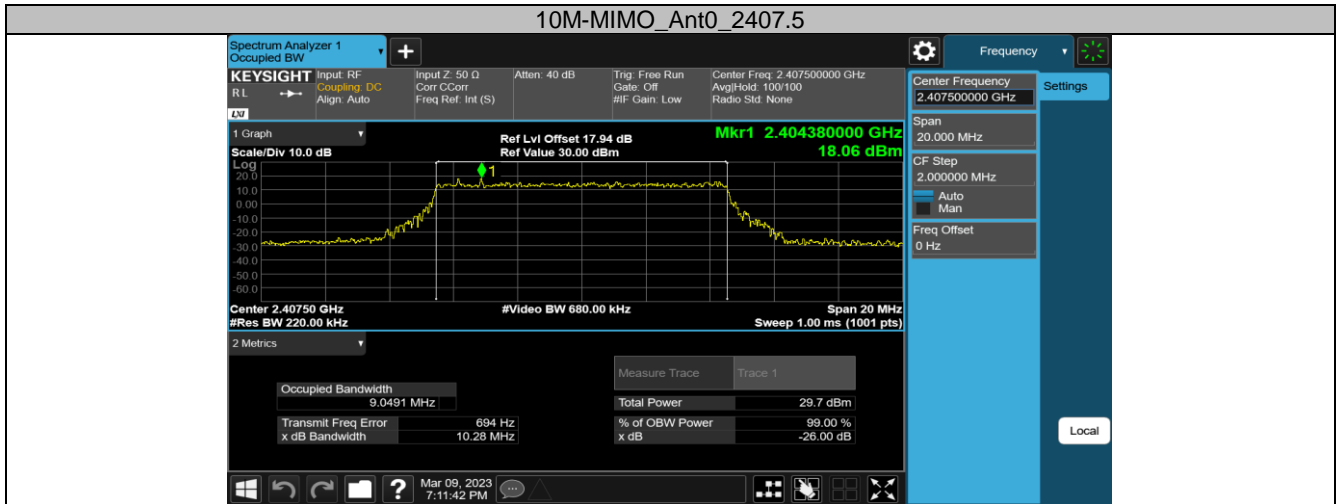 10M-MIMO_Ant0_2407.5
Spectrum Analyzer 1
Occupied BW
+
Frequency
KEYSIGHT
R L
LXI
Input: RF
Coupling: DC
Align: Auto
Input Z: 50 Ω
Corr CCorr
Freq Ref: Int (S)
Atten: 40 dB
Trig: Free Run
Gate: Off
#IF Gain: Low
Center Freq: 2.407500000 GHz
Avg|Hold: 100/100
Radio Std: None
Center Frequency
2.407500000 GHz
Settings
Span
20.000 MHz
CF Step
2.000000 MHz
Auto
Man
Freq Offset
0 Hz
1 Graph
Scale/Div 10.0 dB
Ref Lvl Offset 17.94 dB
Ref Value 30.00 dBm
Mkr1 2.404380000 GHz
18.06 dBm
Log
20.0
10.0
0.00
-10.0
-20.0
-30.0
-40.0
-50.0
-60.0
1
Center 2.40750 GHz
#Video BW 680.00 kHz
Span 20 MHz
#Res BW 220.00 kHz
Sweep 1.00 ms (1001 pts)
2 Metrics
Measure Trace
Trace 1
Occupied Bandwidth
9.0491 MHz
Total Power
29.7 dBm
Transmit Freq Error
694 Hz
% of OBW Power
99.00 %
x dB Bandwidth
10.28 MHz
x dB
-26.00 dB
Local
?
Mar 09, 2023
7:11:42 PM